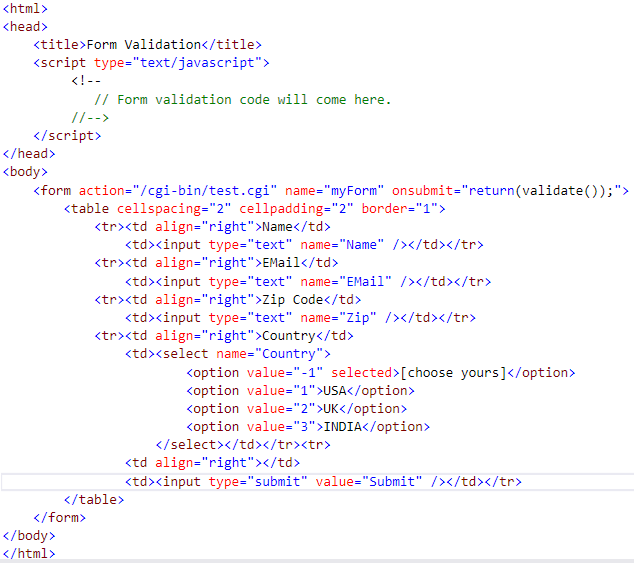 <html>
<head>
    <title>Form Validation</title>
    <script type="text/javascript">
         <!--
            // Form validation code will come here.
         //-->
    </script>
</head>
<body>
    <form action="/cgi-bin/test.cgi" name="myForm" onsubmit="return(validate());">
        <table cellspacing="2" cellpadding="2" border="1">
            <tr><td align="right">Name</td>
                <td><input type="text" name="Name" /></td></tr>
            <tr><td align="right">EMail</td>
                <td><input type="text" name="EMail" /></td></tr>
            <tr><td align="right">Zip Code</td>
                <td><input type="text" name="Zip" /></td></tr>
            <tr><td align="right">Country</td>
                <td><select name="Country">
                        <option value="-1" selected>[choose yours]</option>
                        <option value="1">USA</option>
                        <option value="2">UK</option>
                        <option value="3">INDIA</option>
                    </select></td></tr><tr>
                <td align="right"></td>
                <td><input type="submit" value="Submit" /></td></tr>
        </table>
    </form>
</body>
</html>